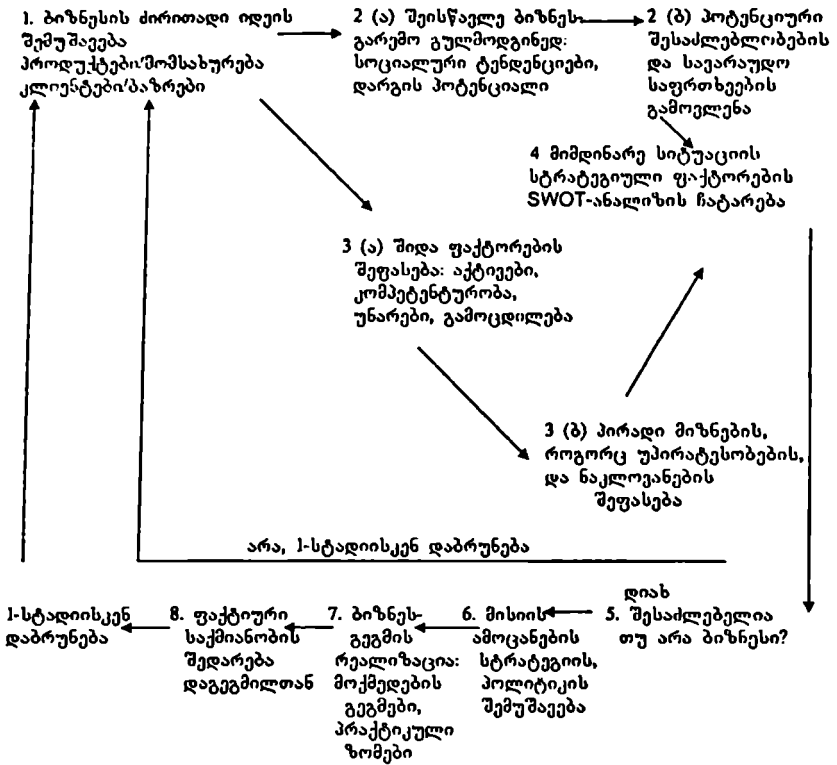 1. ბიზნესის ძირითადი იდეის
შემუშავება
პროდუქტები/მომსახურება
კლიენტები/ბაზრები
2 (ა) შეისწავლე ბიზნეს-
გარემო გულმოდგინედ:
სოციალური ტენდენციები,
დარგის პოტენციალი
2 (ბ) პოტენციური
შესაძლებლობების
და სავარაუდო
საფრთხეების
გამოვლენა
4 მიმდინარე სიტუაციის
სტრატეგიული ფაქტორების
SWOT-ანალიზის ჩატარება
3 (ა) შიდა ფაქტორების
შეფასება: აქტივები,
კომპეტენტურობა,
უნარები, გამოცდილება
3 (ბ) პირადი მიზნების,
როგორც უპირატესობების,
და ნაკლოვანების
შეფასება
არა, 1-სტადიისკენ დაბრუნება
დიახ
5. შესაძლებელია
თუ არა ბიზნესი?
6. მისიის
ამოცანების
სტრატეგიის,
პოლიტიკის
შემუშავება
7. ბიზნეს-
გეგმის
რეალიზაცია:
მოქმედების
გეგმები,
პრაქტიკული
ზომები
8. ფაქტიური
საქმიანობის
შედარება
დაგეგმილთან
1-სტადიისკენ
დაბრუნება